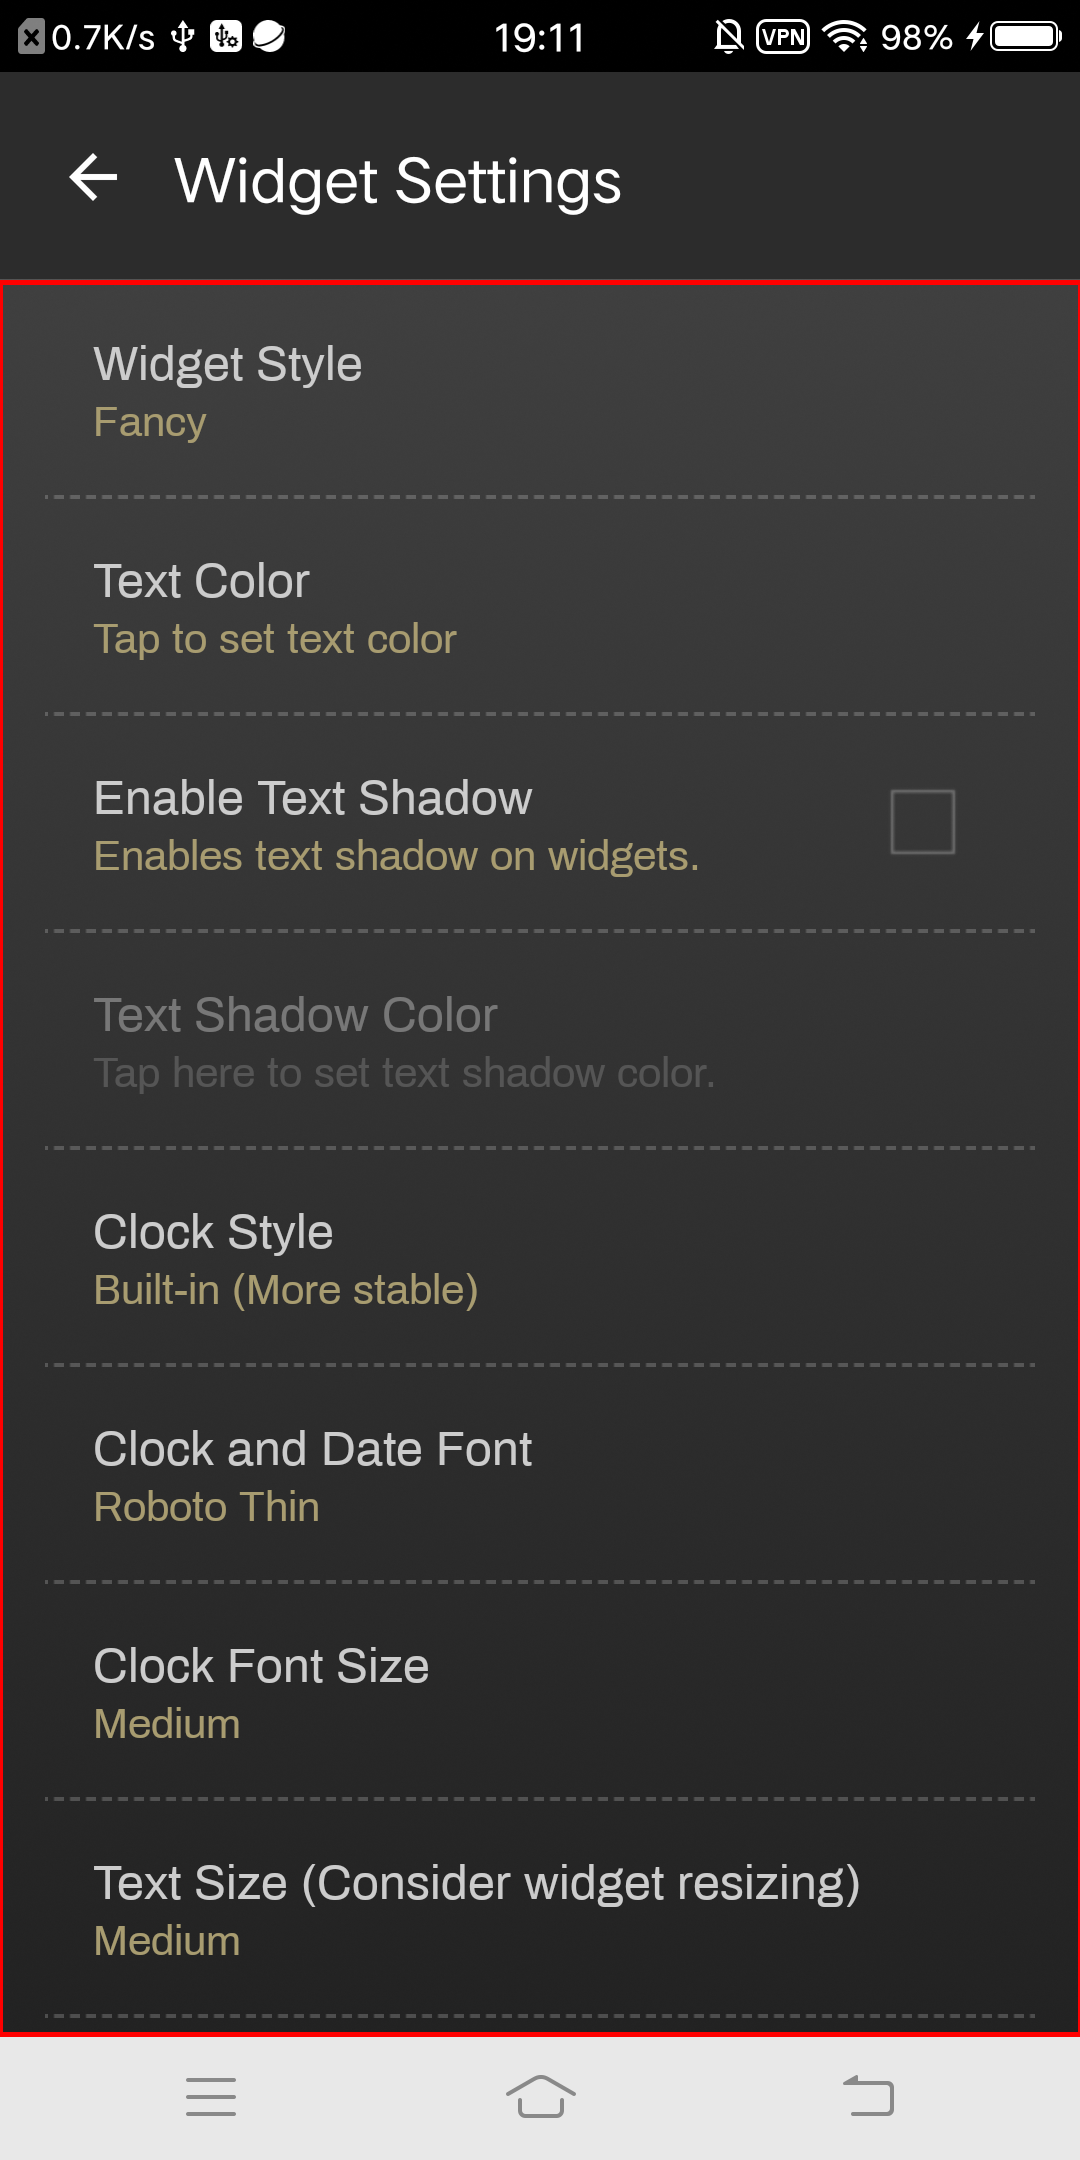 0.7K/s 19:11 VPN 98%
Widget Settings
Widget Style
Fancy
Text Color
Tap to set text color
Enable Text Shadow
Enables text shadow on widgets.
Text Shadow Color
Tap here to set text shadow color.
Clock Style
Built-in (More stable)
Clock and Date Font
Roboto Thin
Clock Font Size
Medium
Text Size (Consider widget resizing)
Medium